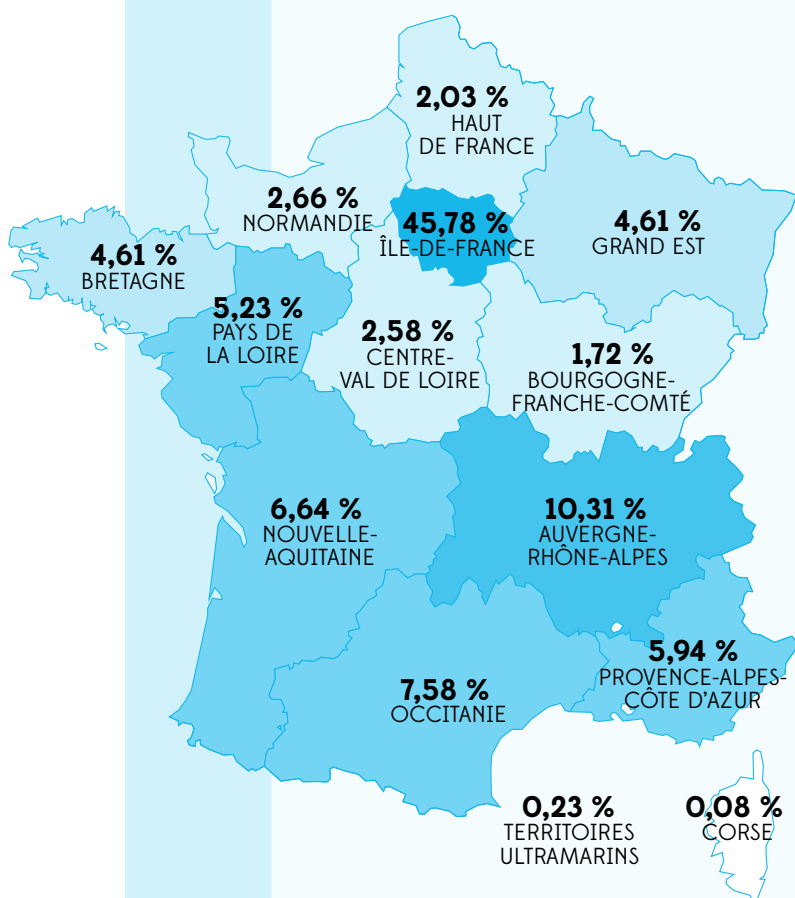 2,03 %
HAUT
DE FRANCE
2,66 %
NORMANDIE
45,78 %
ÎLE-DE-FRANCE
4,61 %
GRAND EST
4,61 %
BRETAGNE
5,23 %
PAYS DE
LA LOIRE
2,58 %
CENTRE-
VAL DE LOIRE
1,72 %
BOURGOGNE-
FRANCHE-COMTÉ
6,64 %
NOUVELLE-
AQUITAINE
10,31 %
AUVERGNE-
RHÔNE-ALPES
5,94 %
PROVENCE-ALPES-
CÔTE D'AZUR
7,58 %
OCCITANIE
0,23 %
TERRITOIRES
ULTRAMARINS
0,08 %
CORSE